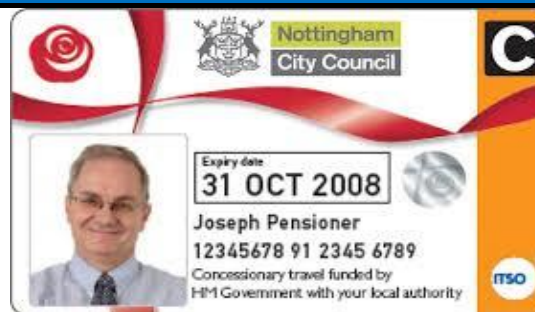 Nottingham
City Council
C
Expiry date
31 OCT 2008
Joseph Pensioner
12345678 91 2345 6789
Concessionary travel funded by
HM Government with your local authority
ITSO